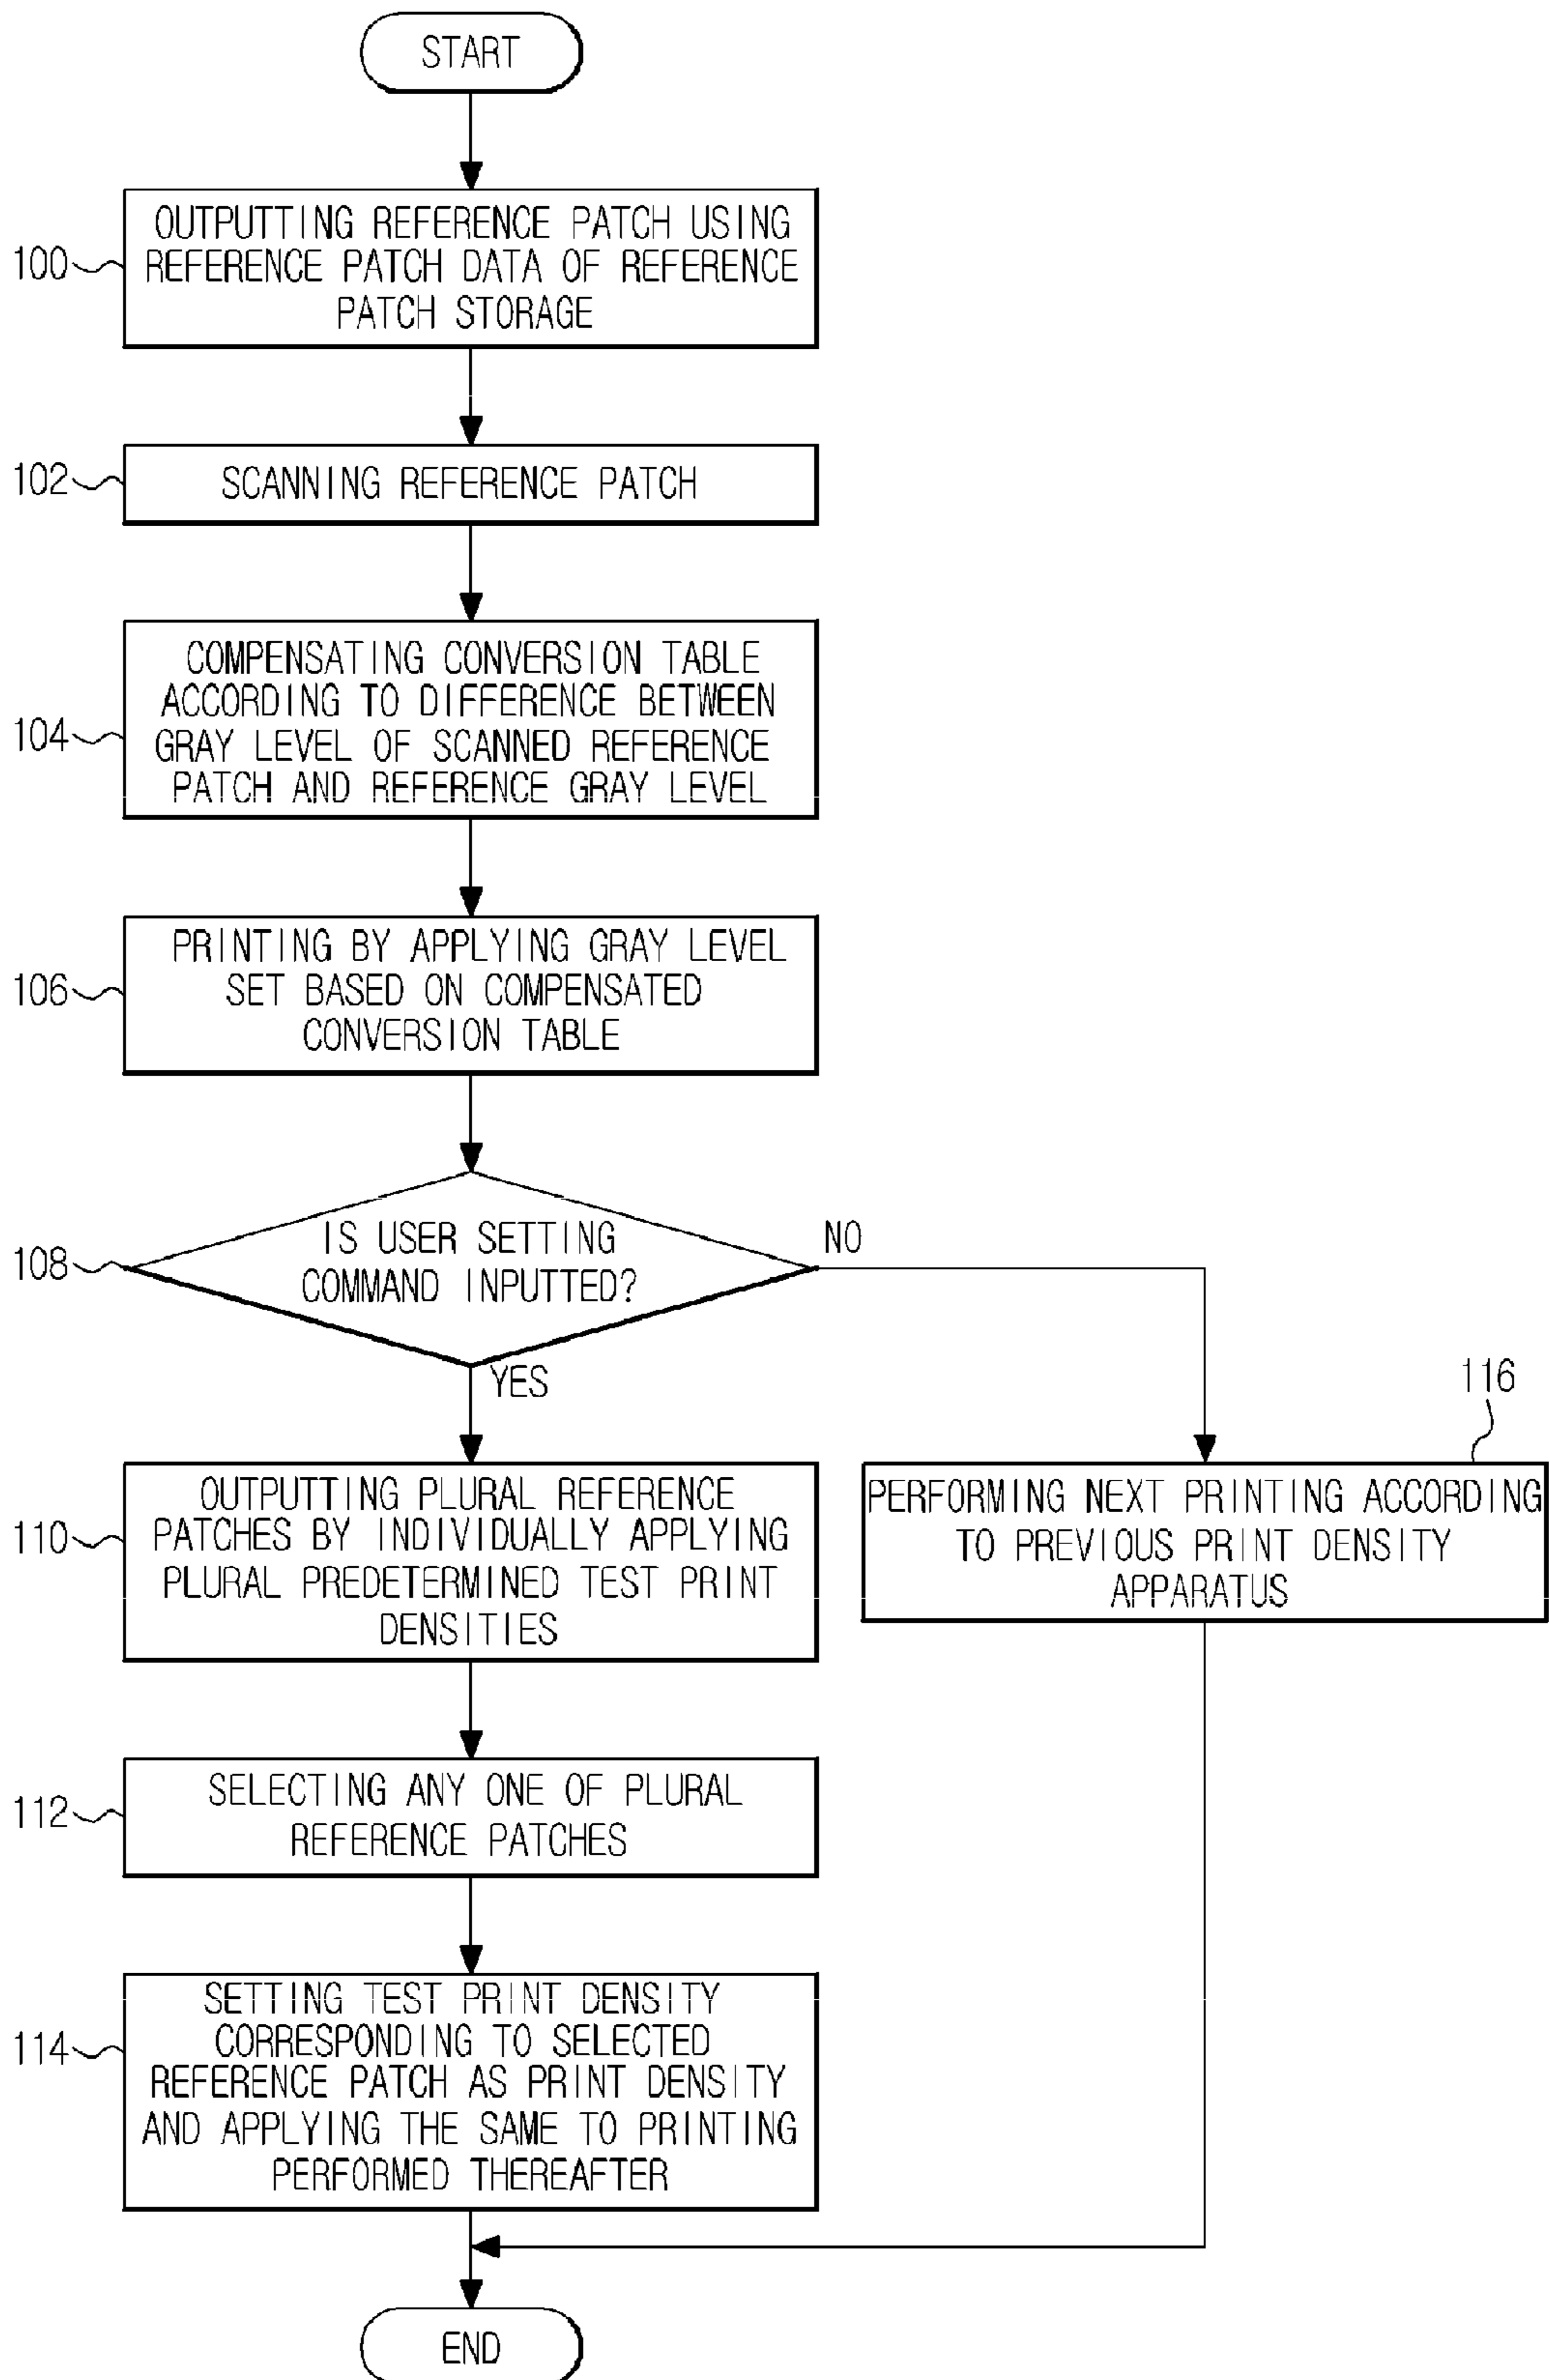 START
OUTPUTTING REFERENCE PATCH USING
REFERENCE PATCH DATA OF REFERENCE
PATCH STORAGE
100
SCANNING REFERENCE PATCH
102
COMPENSATING CONVERSION TABLE
ACCORDING TO DIFFERENCE BETWEEN
GRAY LEVEL OF SCANNED REFERENCE
PATCH AND REFERENCE GRAY LEVEL
104
PRINTING BY APPLYING GRAY LEVEL
SET BASED ON COMPENSATED
CONVERSION TABLE
106
IS USER SETTING
COMMAND INPUTTED?
108
NO
YES
116
OUTPUTTING PLURAL REFERENCE
PATCHES BY INDIVIDUALLY APPLYING
PLURAL PREDETERMINED TEST PRINT
DENSITIES
110
PERFORMING NEXT PRINTING ACCORDING
TO PREVIOUS PRINT DENSITY
APPARATUS
SELECTING ANY ONE OF PLURAL
REFERENCE PATCHES
112
SETTING TEST PRINT DENSITY
CORRESPONDING TO SELECTED
REFERENCE PATCH AS PRINT DENSITY
AND APPLYING THE SAME TO PRINTING
PERFORMED THEREAFTER
114
END